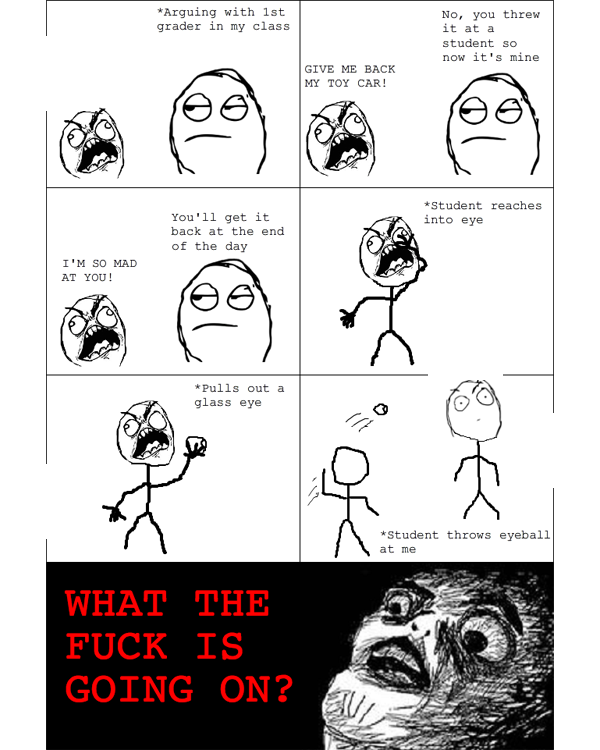 *Arguing with 1st
grader in my class
GIVE ME BACK
MY TOY CAR!
No, you threw
it at a
student so
now it's mine
I'M SO MAD
AT YOU!
You'll get it
back at the end
of the day
*Student reaches
into eye
*Pulls out a
glass eye
*Student throws eyeball
at me
WHAT THE
FUCK IS
GOING ON?